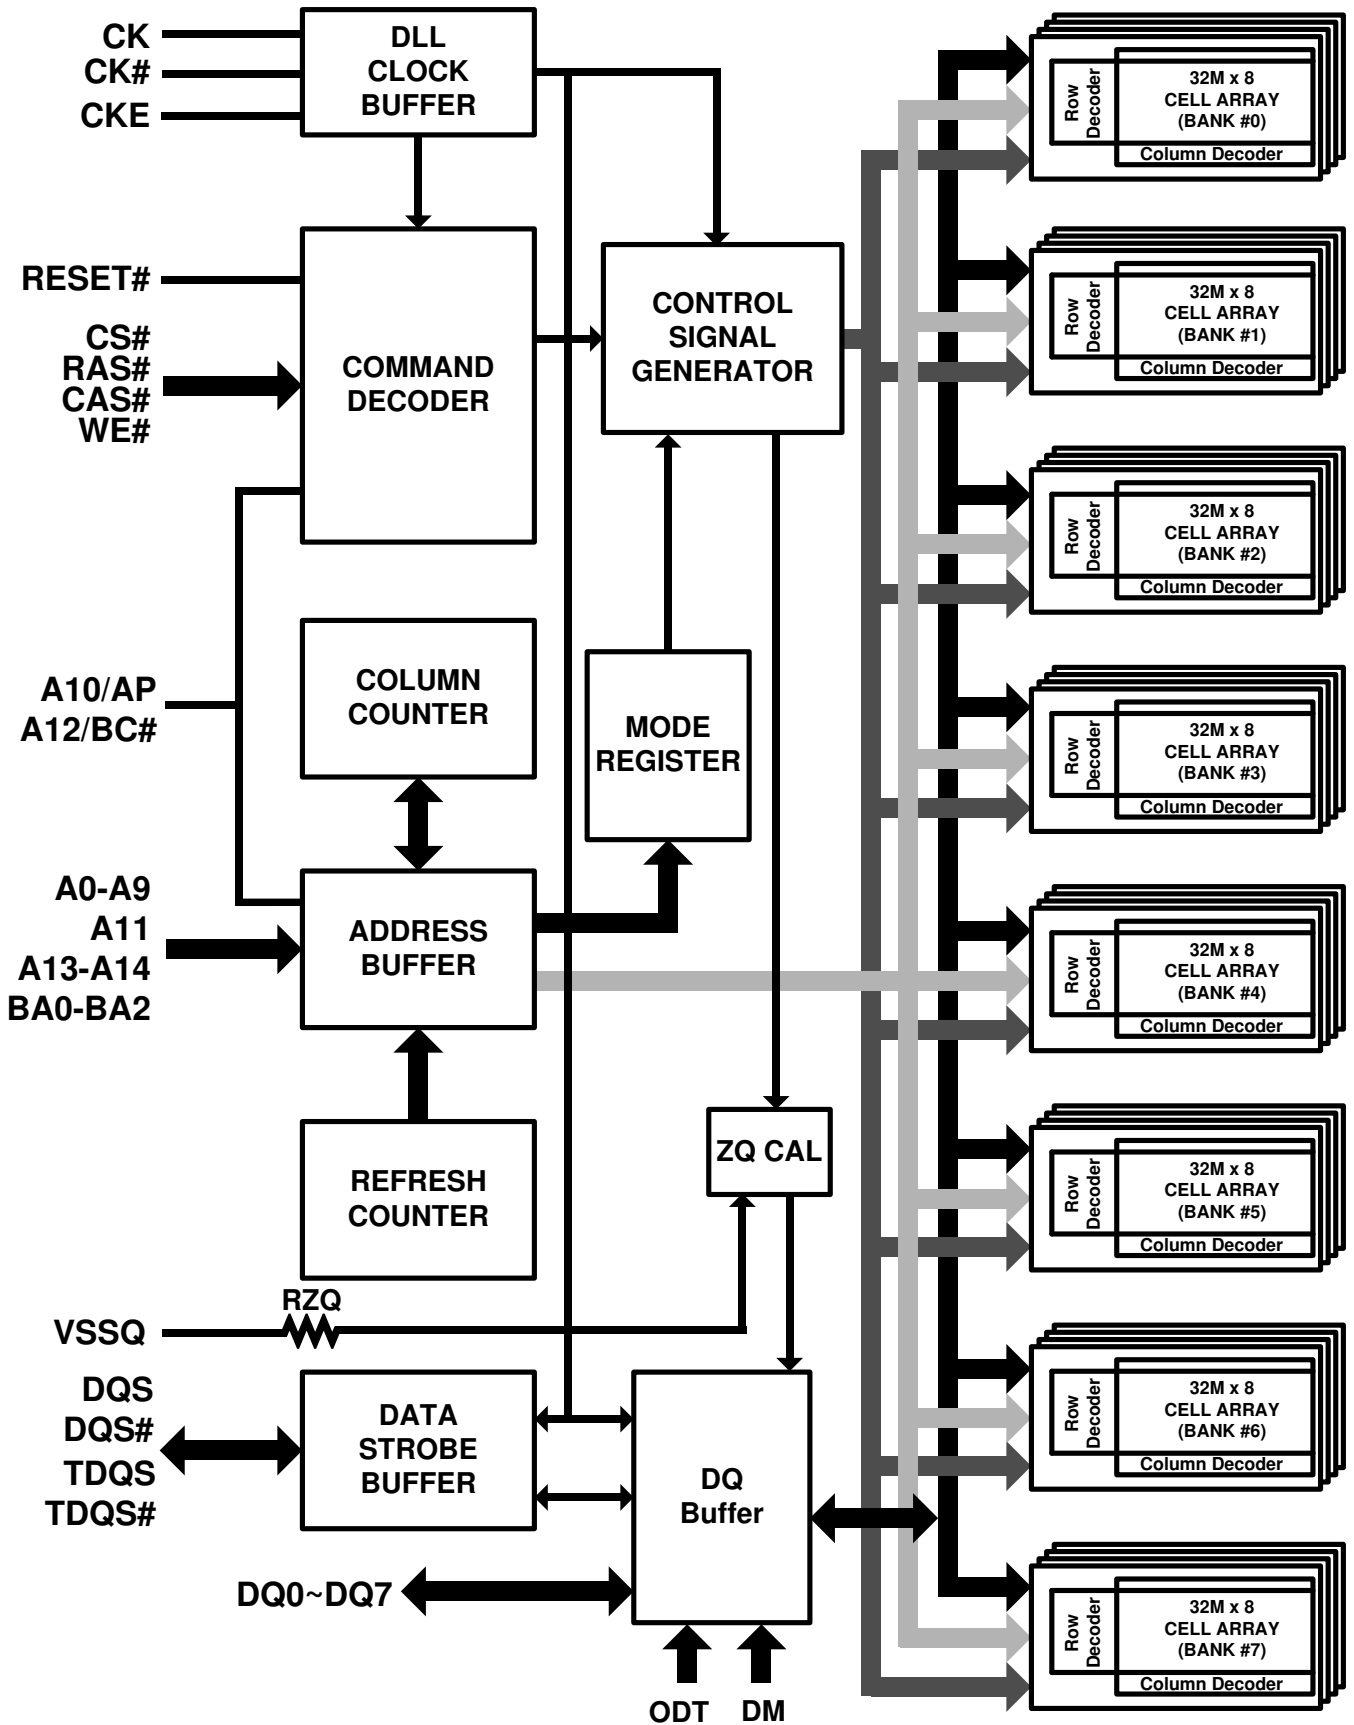 CK
CK#
CKE
DLL
CLOCK
BUFFER
RESET#
CS#
RAS#
CAS#
WE#
COMMAND
DECODER
CONTROL
SIGNAL
GENERATOR
A10/AP
A12/BC#
COLUMN
COUNTER
MODE
REGISTER
A0-A9
A11
A13-A14
BA0-BA2
ADDRESS
BUFFER
REFRESH
COUNTER
ZQ CAL
RZQ
VSSQ
DQS
DQS#
TDQS
TDQS#
DATA
STROBE
BUFFER
DQ
Buffer
DQ0~DQ7
ODT
DM
Row
Decoder
32M x 8
CELL ARRAY
(BANK #0)
Column Decoder
Row
Decoder
32M x 8
CELL ARRAY
(BANK #1)
Column Decoder
Row
Decoder
32M x 8
CELL ARRAY
(BANK #2)
Column Decoder
Row
Decoder
32M x 8
CELL ARRAY
(BANK #3)
Column Decoder
Row
Decoder
32M x 8
CELL ARRAY
(BANK #4)
Column Decoder
Row
Decoder
32M x 8
CELL ARRAY
(BANK #5)
Column Decoder
Row
Decoder
32M x 8
CELL ARRAY
(BANK #6)
Column Decoder
Row
Decoder
32M x 8
CELL ARRAY
(BANK #7)
Column Decoder